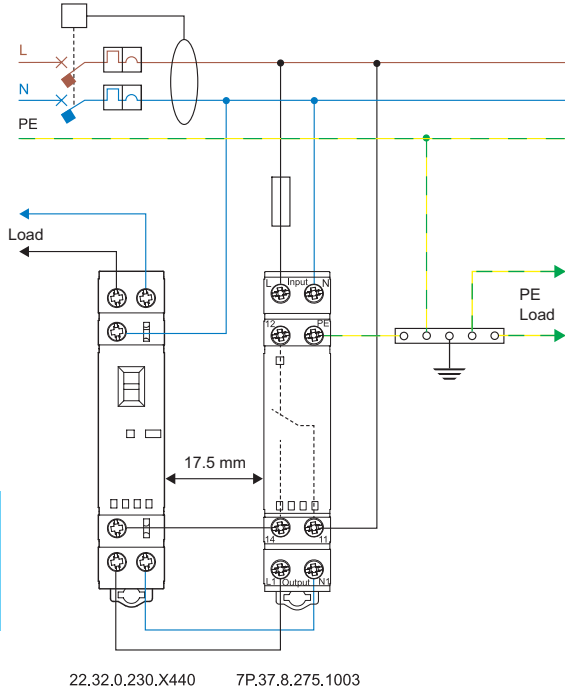 L
N
PE
Load
L Input N
12 PE
PE
Load
17.5 mm
14 11
L1 Output N1
22.32.0.230.X440 7P.37.8.275.1003